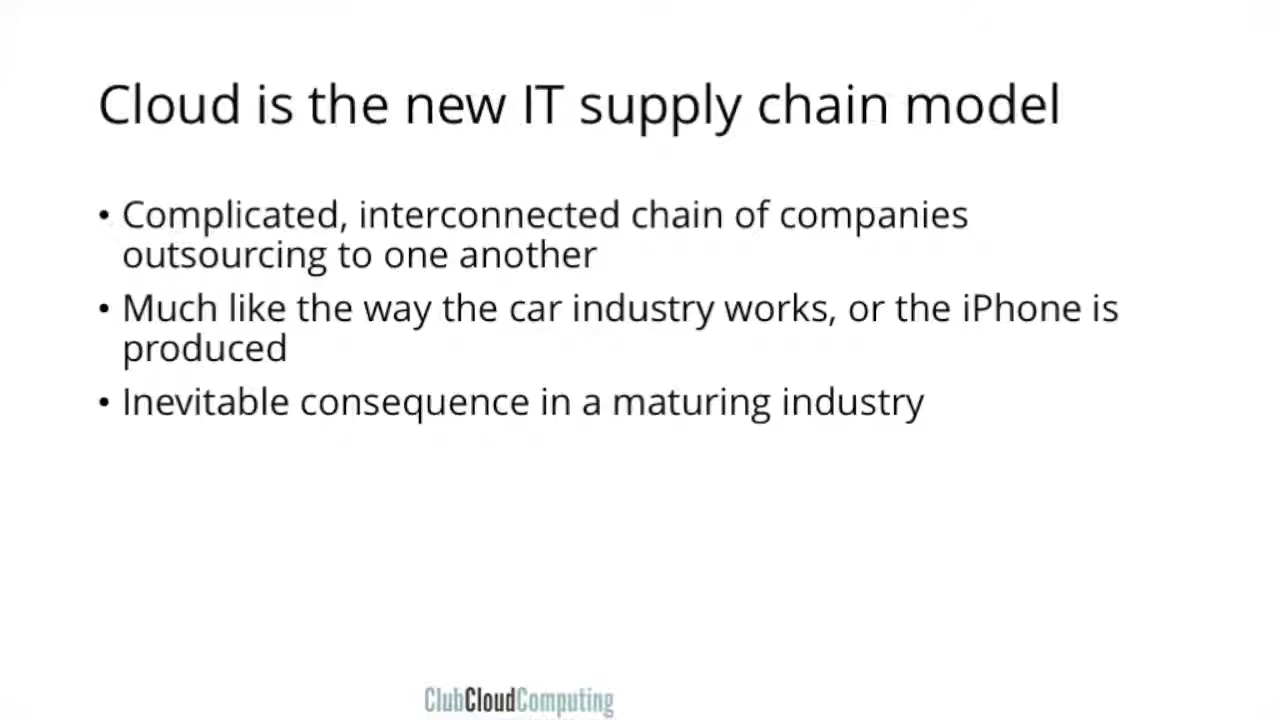 Cloud is the new IT supply chain model
• Complicated, interconnected chain of companies
outsourcing to one another
• Much like the way the car industry works, or the iPhone is
produced
• Inevitable consequence in a maturing industry
ClubCloudComputing